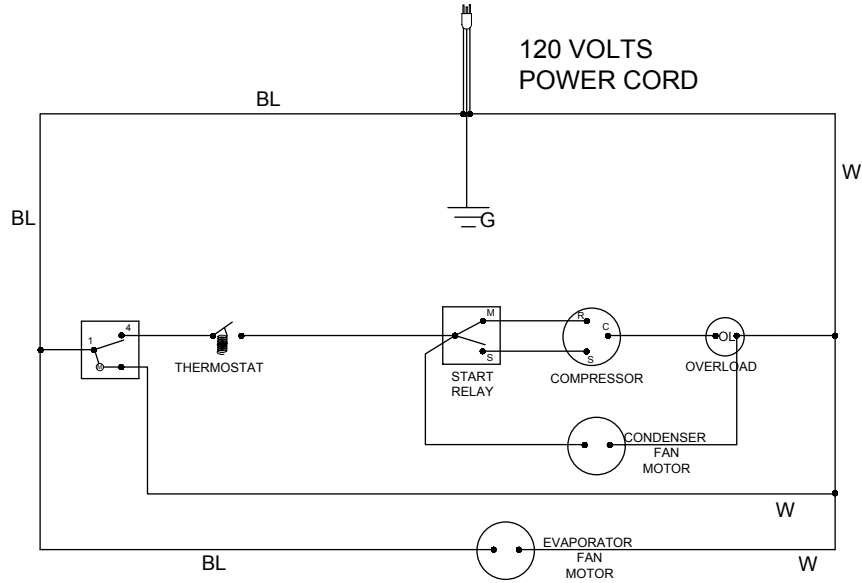 120 VOLTS
POWER CORD
BL
W
BL
G
1
4
M
THERMOSTAT
M
S
START
RELAY
R
C
S
COMPRESSOR
OL
OVERLOAD
CONDENSER
FAN
MOTOR
W
BL
EVAPORATOR
FAN
MOTOR
W